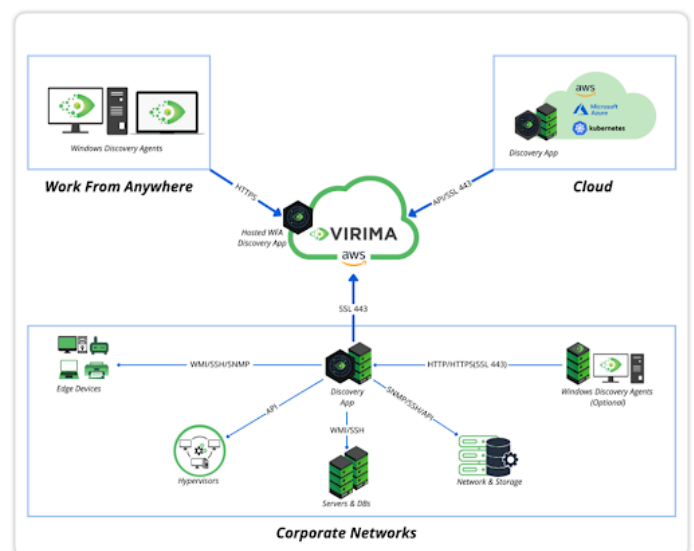 Windows Discovery Agents
Work From Anywhere
aws
Microsoft
Azure
kubernetes
Discovery App
Cloud
HTTPS
API/SSL 443
Hosted WFA
Discovery App
VIRIMA
aws
SSL 443
Edge Devices
WMI/SSH/SNMP
Discovery
App
HTTP/HTTPS(SSL 443)
Windows Discovery Agents
(Optional)
API
WMI/SSH
SNMP/SSH/API
Hypervisors
Servers & DBs
Network & Storage
Corporate Networks